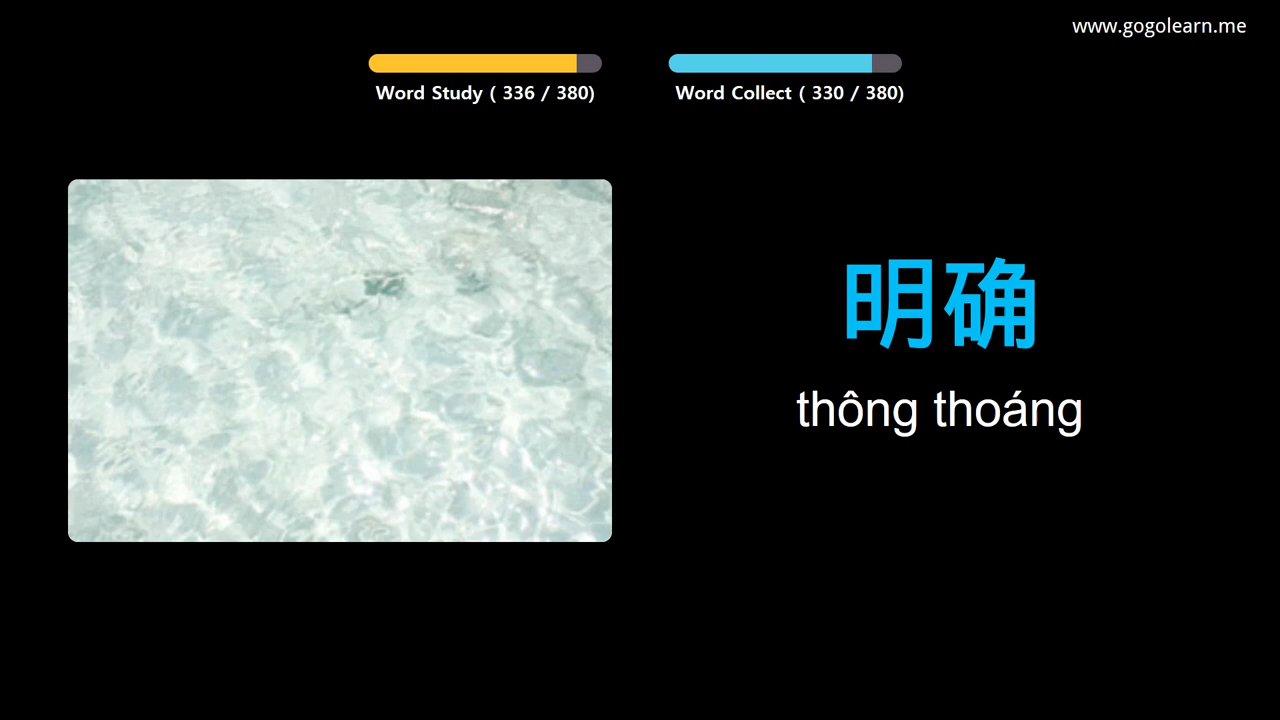 www.gogolearn.me
Word Study ( 336 / 380)
Word Collect ( 330 / 380)
明确
thông thoáng